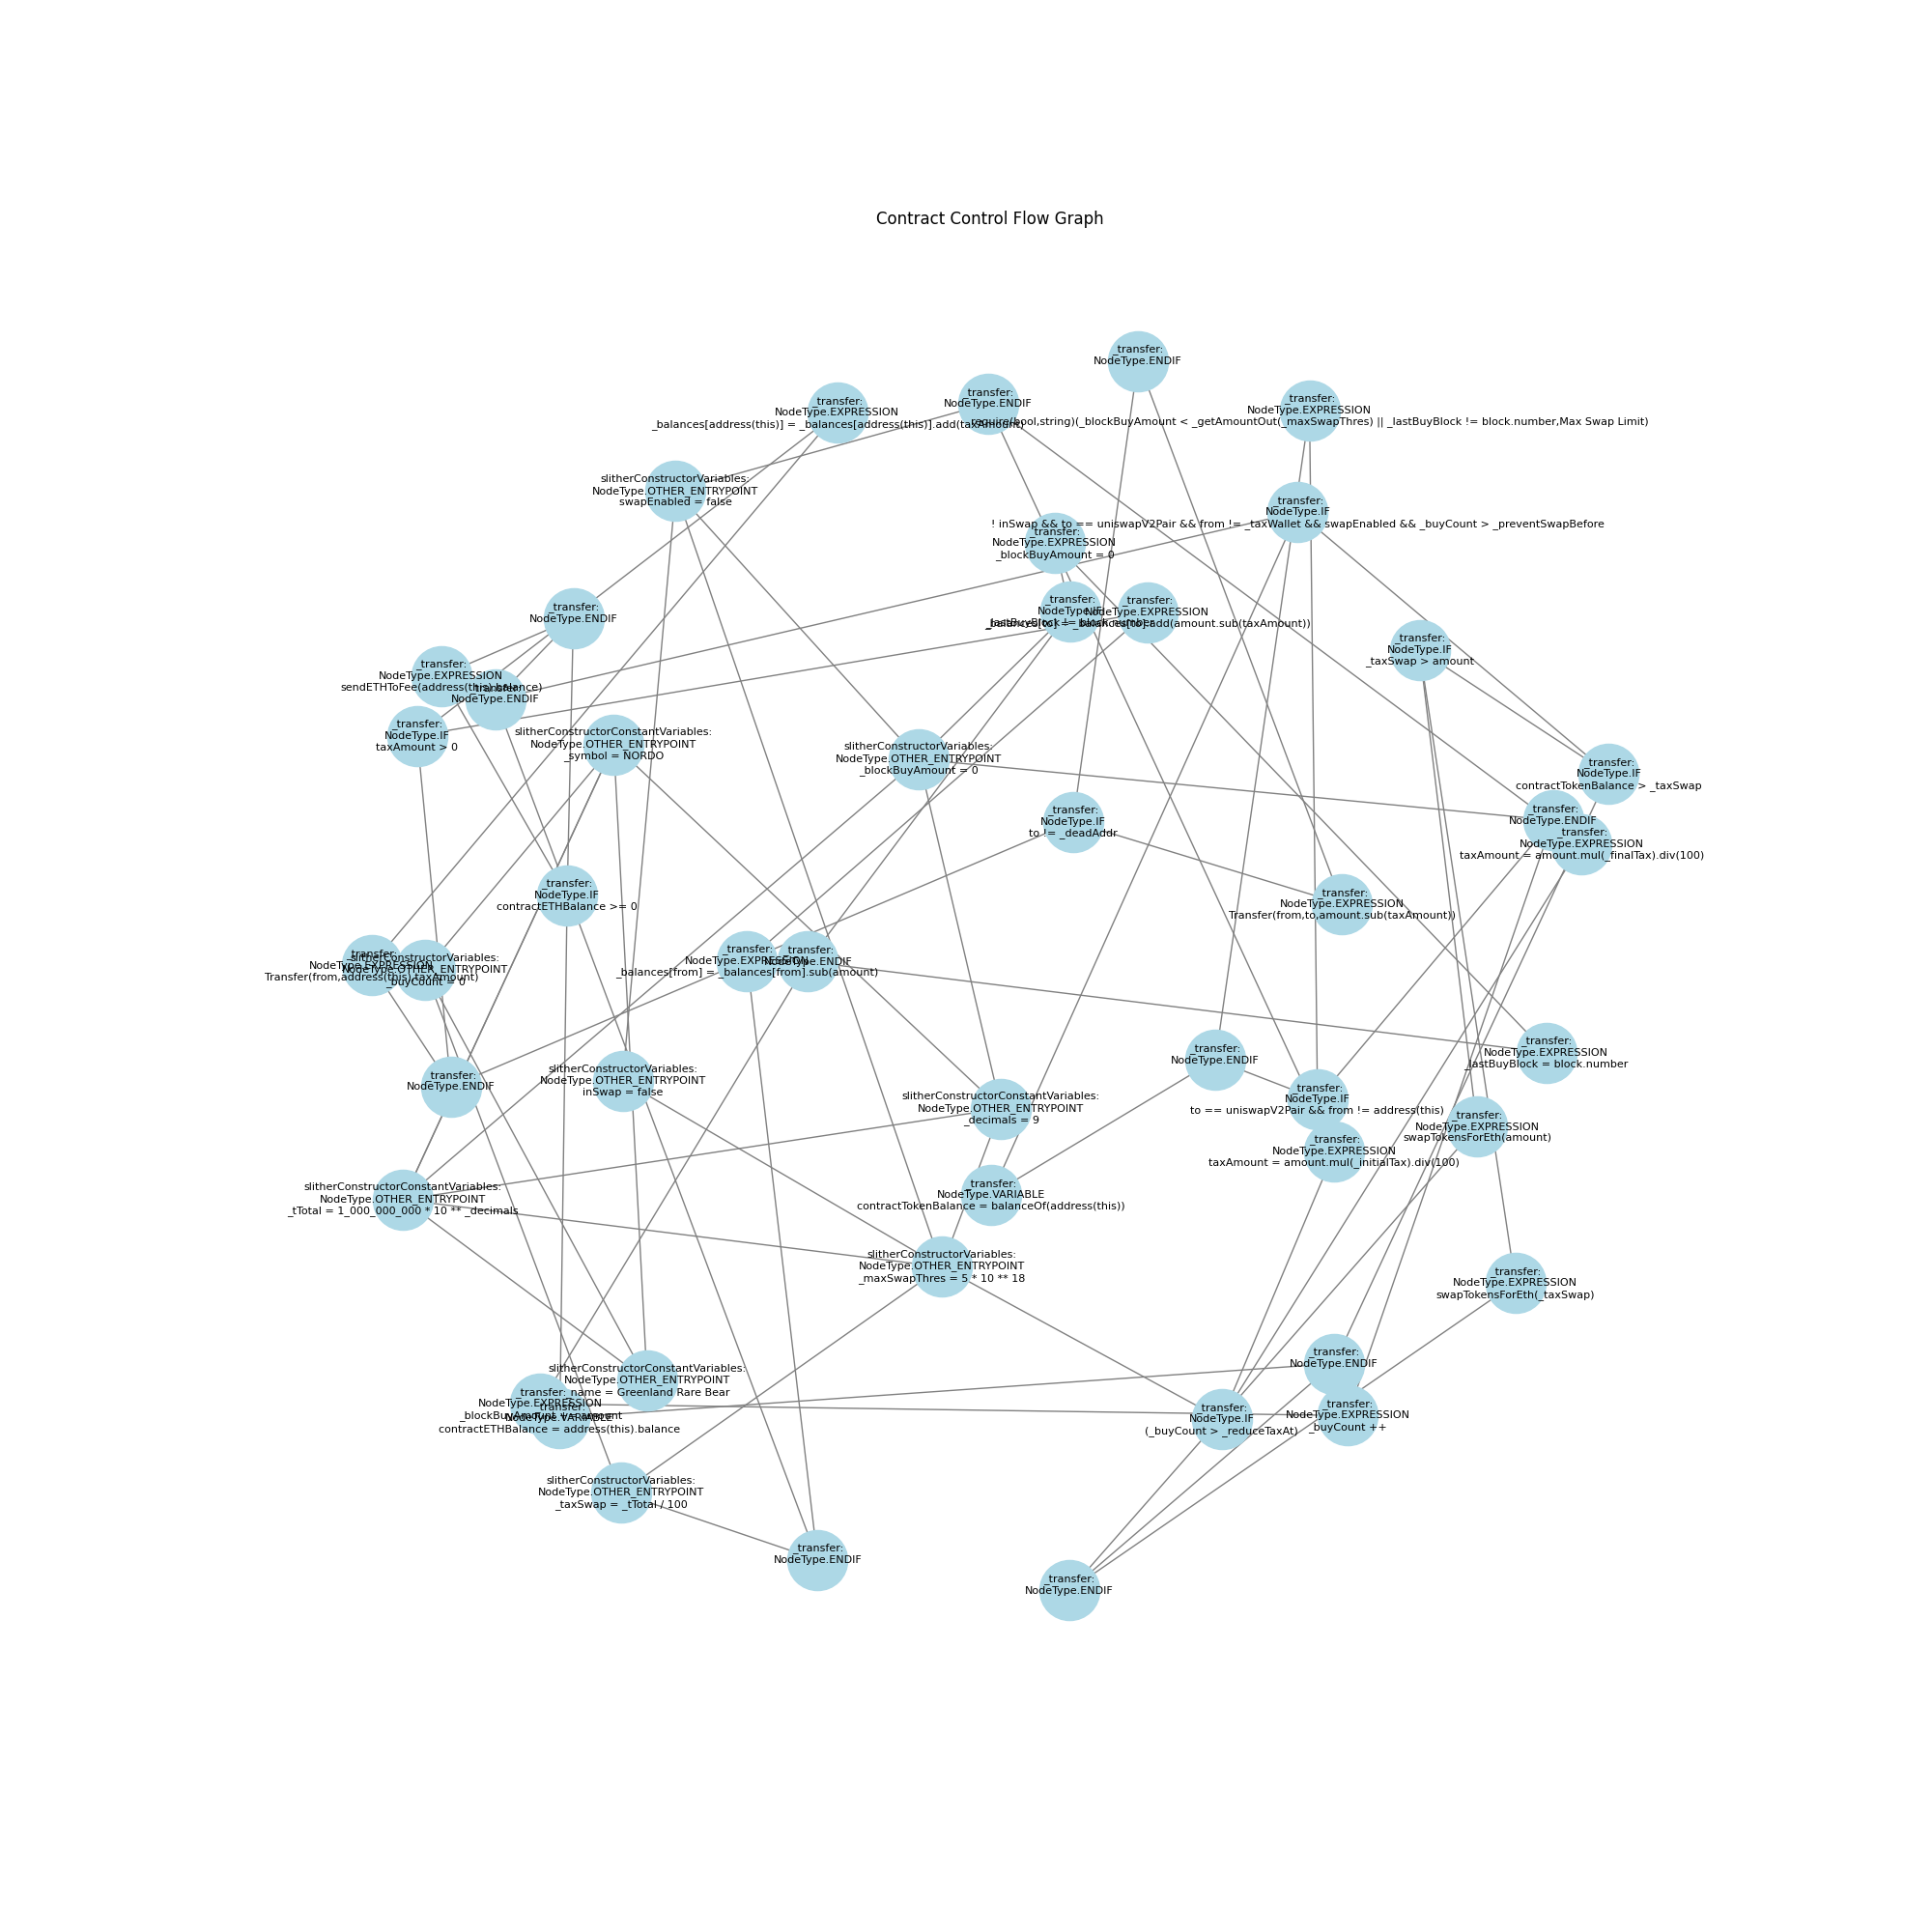 Contract Control Flow Graph
_transfer:
NodeType.ENDIF
_transfer:
NodeType.EXPRESSION
_balances[address(this)] = _balances[address(this)].add(taxAmount)
_transfer:
NodeType.ENDIF
_transfer:
NodeType.EXPRESSION
require(bool,string)(_blockBuyAmount < _getAmountOut(_maxSwapThres) || _lastBuyBlock != block.number,Max Swap Limit)
slitherConstructorVariables:
NodeType.OTHER_ENTRYPOINT
swapEnabled = false
_transfer:
NodeType.IF
! inSwap && to == uniswapV2Pair && from != _taxWallet && swapEnabled && _buyCount > _preventSwapBefore
_transfer:
NodeType.EXPRESSION
_blockBuyAmount = 0
_transfer:
NodeType.ENDIF
_transfer:
NodeType.IF
_lastBuyBlock != block.number
_transfer:
NodeType.EXPRESSION
_balances[to] = _balances[to].add(amount.sub(taxAmount))
_transfer:
NodeType.IF
_taxSwap > amount
_transfer:
NodeType.EXPRESSION
sendETHToFee(address(this).balance)
_transfer:
NodeType.ENDIF
_transfer:
NodeType.IF
taxAmount > 0
slitherConstructorConstantVariables:
NodeType.OTHER_ENTRYPOINT
_symbol = NORDO
slitherConstructorVariables:
NodeType.OTHER_ENTRYPOINT
_blockBuyAmount = 0
_transfer:
NodeType.IF
contractTokenBalance > _taxSwap
_transfer:
NodeType.IF
to != _deadAddr
_transfer:
NodeType.ENDIF
_transfer:
NodeType.EXPRESSION
taxAmount = amount.mul(_finalTax).div(100)
_transfer:
NodeType.IF
contractETHBalance >= 0
_transfer:
NodeType.EXPRESSION
Transfer(from,to,amount.sub(taxAmount))
_transfer:
NodeType.EXPRESSION
Transfer(from,address(this),taxAmount)
slitherConstructorVariables:
NodeType.OTHER_ENTRYPOINT
_buyCount = 0
_transfer:
NodeType.EXPRESSION
_balances[from] = _balances[from].sub(amount)
_transfer:
NodeType.ENDIF
_transfer:
NodeType.ENDIF
_transfer:
NodeType.EXPRESSION
_lastBuyBlock = block.number
_transfer:
NodeType.ENDIF
slitherConstructorVariables:
NodeType.OTHER_ENTRYPOINT
inSwap = false
slitherConstructorConstantVariables:
NodeType.OTHER_ENTRYPOINT
_decimals = 9
_transfer:
NodeType.IF
to == uniswapV2Pair && from != address(this)
_transfer:
NodeType.EXPRESSION
swapTokensForEth(amount)
_transfer:
NodeType.EXPRESSION
taxAmount = amount.mul(_initialTax).div(100)
slitherConstructorConstantVariables:
NodeType.OTHER_ENTRYPOINT
_tTotal = 1_000_000_000 * 10 ** _decimals
_transfer:
NodeType.VARIABLE
contractTokenBalance = balanceOf(address(this))
slitherConstructorVariables:
NodeType.OTHER_ENTRYPOINT
_maxSwapThres = 5 * 10 ** 18
_transfer:
NodeType.EXPRESSION
swapTokensForEth(_taxSwap)
_transfer:
NodeType.ENDIF
slitherConstructorConstantVariables:
NodeType.OTHER_ENTRYPOINT
_name = Greenland Rare Bear
_transfer:
NodeType.EXPRESSION
_blockBuyAmount += amount
_transfer:
NodeType.VARIABLE
contractETHBalance = address(this).balance
_transfer:
NodeType.IF
(_buyCount > _reduceTaxAt)
_transfer:
NodeType.EXPRESSION
_buyCount ++
slitherConstructorVariables:
NodeType.OTHER_ENTRYPOINT
_taxSwap = _tTotal / 100
_transfer:
NodeType.ENDIF
_transfer:
NodeType.ENDIF